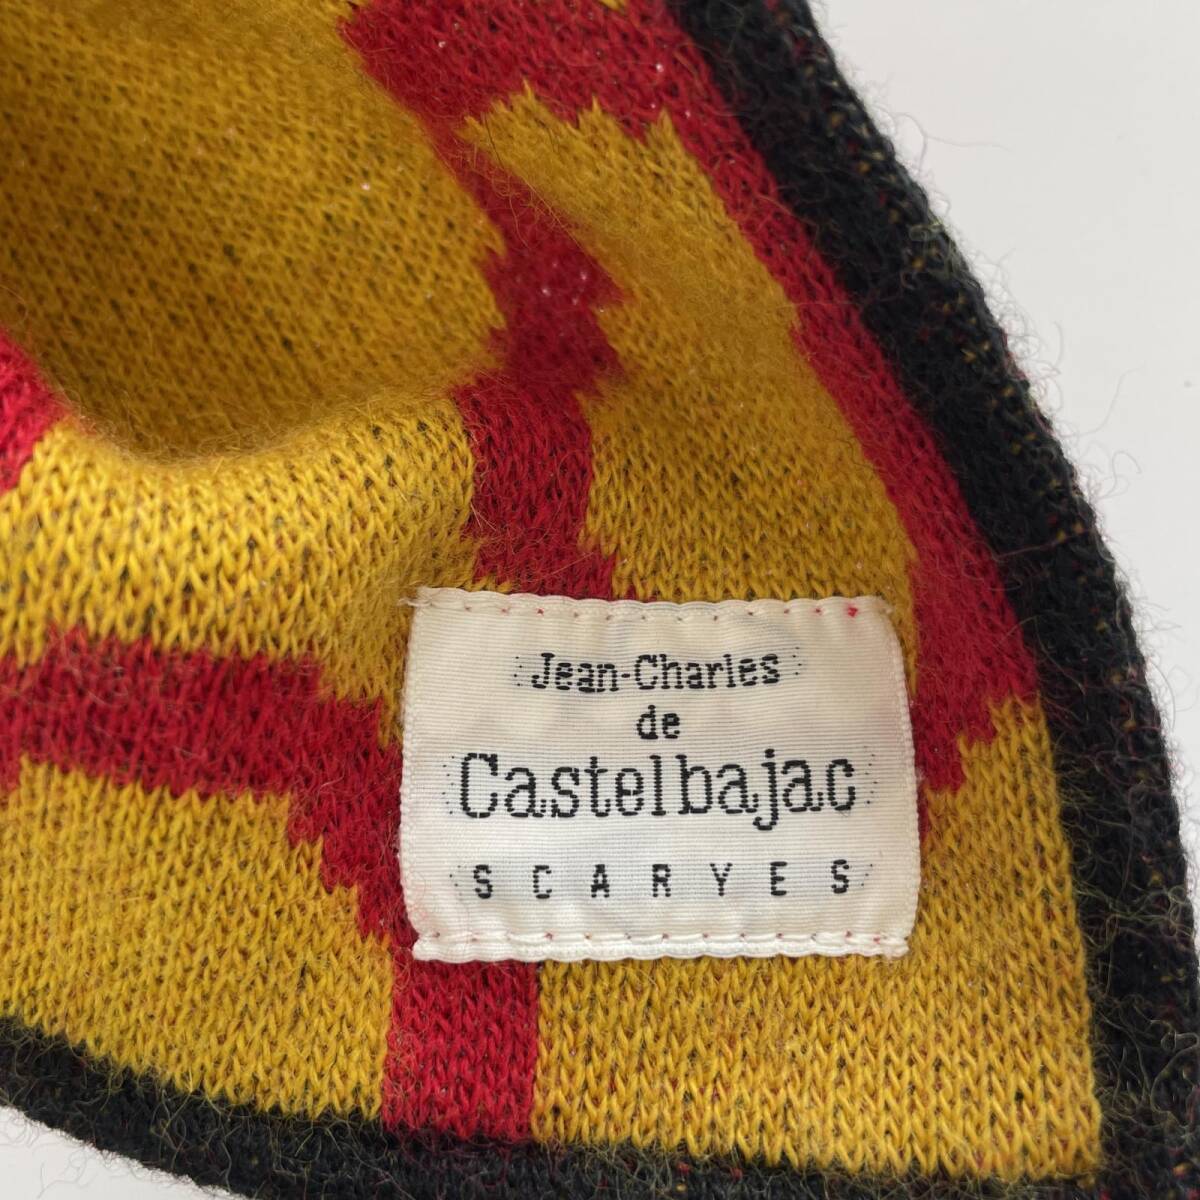 Jean-Charles
de
Castelbajac
SCARYES